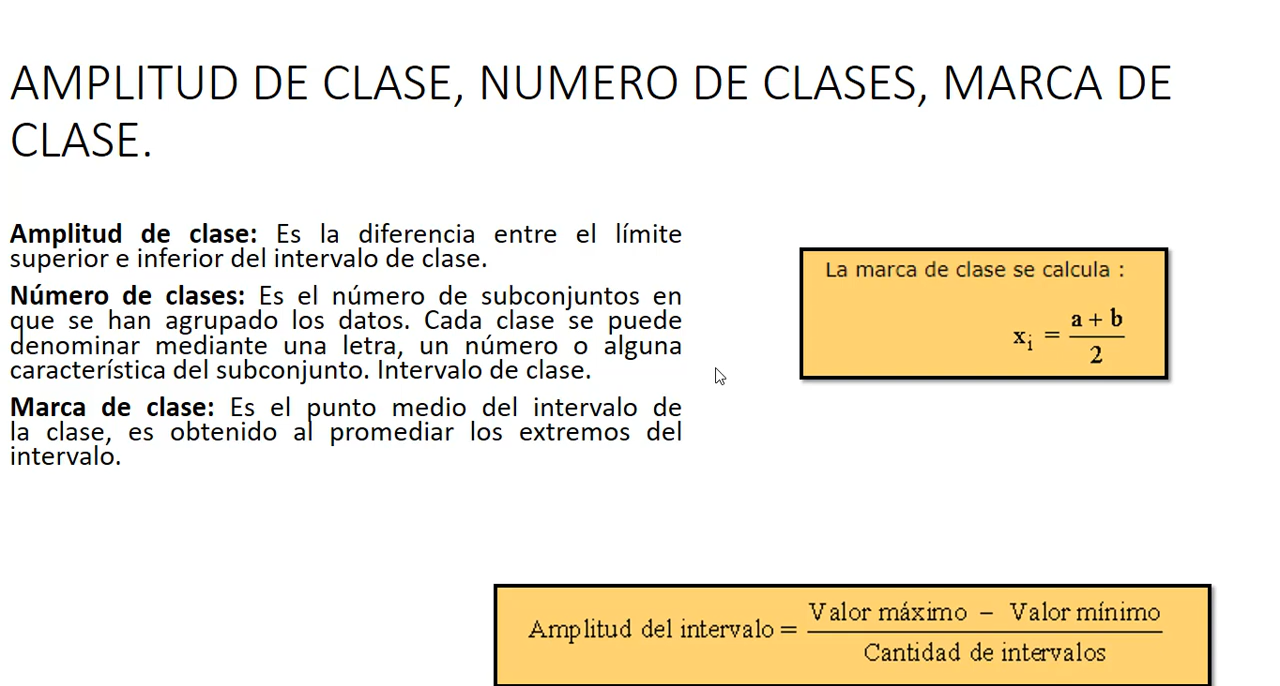 AMPLITUD DE CLASE, NUMERO DE CLASES, MARCA DE
CLASE.
Amplitud de clase: Es la diferencia entre el límite
superior e inferior del intervalo de clase.
Número de clases: Es el número de subconjuntos en
que se han agrupado los datos. Cada clase se puede
denominar mediante una letra, un número o alguna
característica del subconjunto. Intervalo de clase.
Marca de clase: Es el punto medio del intervalo de
la clase, es obtenido al promediar los extremos del
intervalo.
La marca de clase se calcula :
xᵢ = (a + b) / 2
Amplitud del intervalo = (Valor máximo − Valor mínimo) / Cantidad de intervalos